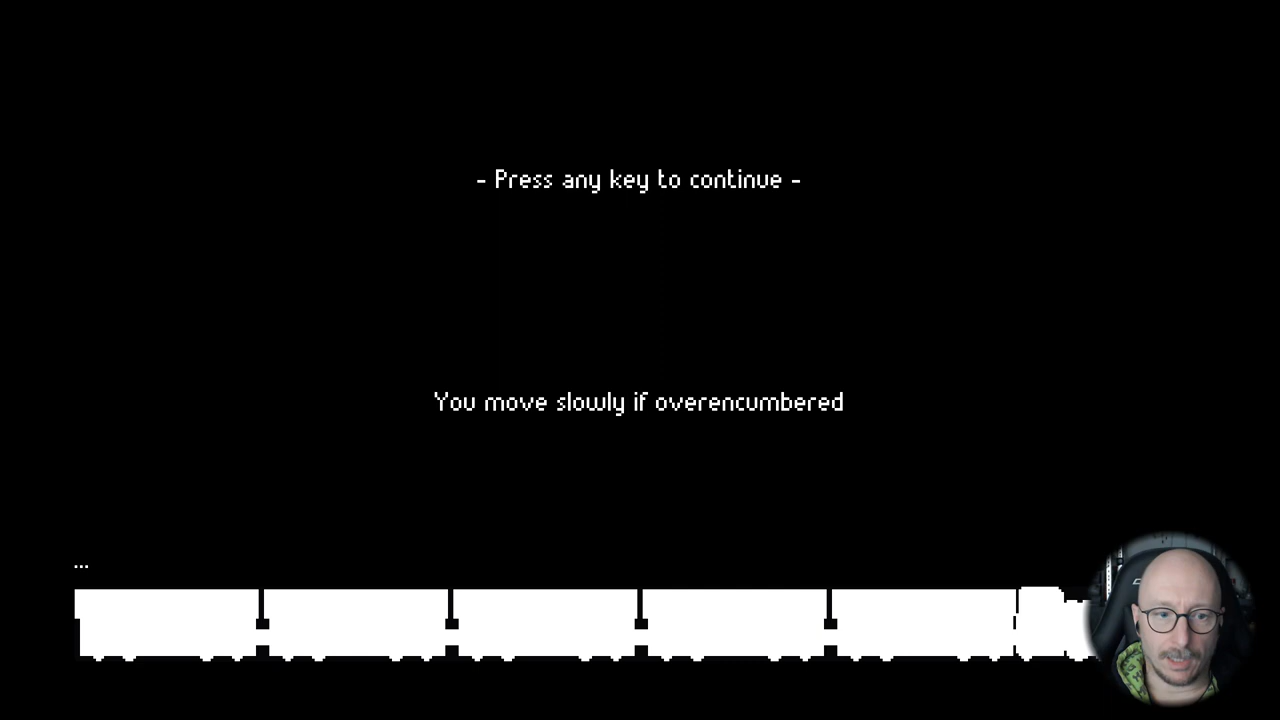 - Press any key to continue -
You move slowly if overencumbered
...